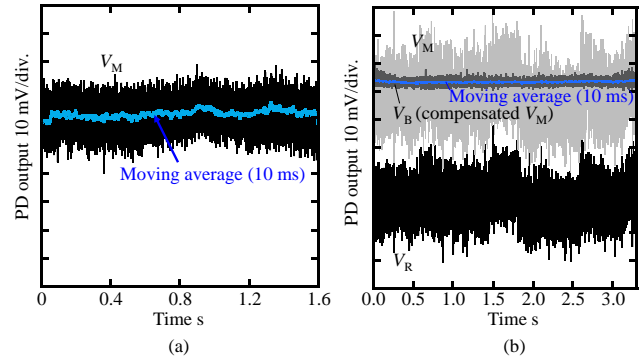 (a)
PD output 10 mV/div.
V_M
Moving average (10 ms)
0 0.4 0.8 1.2 1.6
Time s
(b)
PD output 10 mV/div.
V_M
Moving average (10 ms)
V_B (compensated V_M)
V_R
0.0 0.5 1.0 1.5 2.0 2.5 3.0
Time s
(a)
(b)